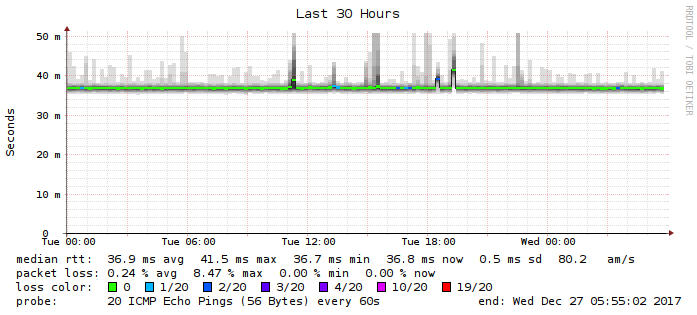 Last 30 Hours
RRDTOOL / TOBI OETIKER
Seconds
50 m
40 m
30 m
20 m
10 m
0
Tue 00:00 Tue 06:00 Tue 12:00 Tue 18:00 Wed 00:00
median rtt: 36.9 ms avg 41.5 ms max 36.7 ms min 36.8 ms now 0.5 ms sd 80.2 am/s
packet loss: 0.24 % avg 8.47 % max 0.00 % min 0.00 % now
loss color: 0 1/20 2/20 3/20 4/20 10/20 19/20
probe: 20 ICMP Echo Pings (56 Bytes) every 60s end: Wed Dec 27 05:55:02 2017